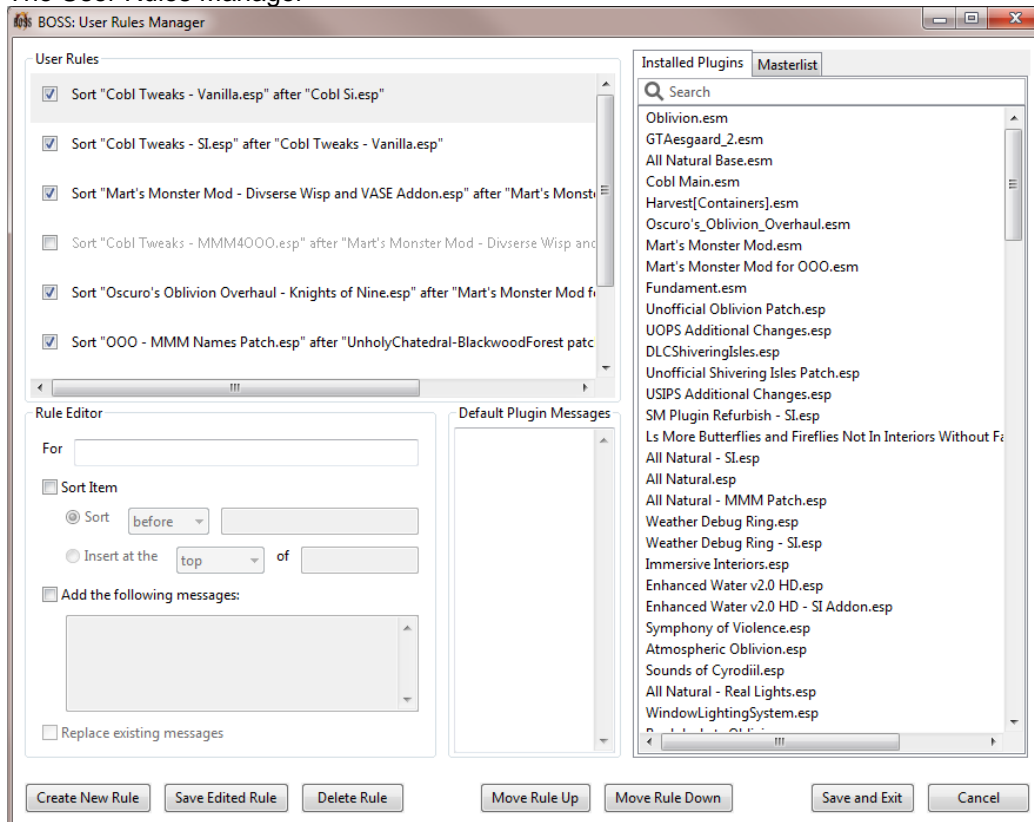 The User Rules Manager
BOSS: User Rules Manager
User Rules
Sort "Cobl Tweaks - Vanilla.esp" after "Cobl Si.esp"
Sort "Cobl Tweaks - SI.esp" after "Cobl Tweaks - Vanilla.esp"
Sort "Mart's Monster Mod - Divserse Wisp and VASE Addon.esp" after "Mart's Monst
Sort "Cobl Tweaks - MMM4OOO.esp" after "Mart's Monster Mod - Divserse Wisp and
Sort "Oscuro's Oblivion Overhaul - Knights of Nine.esp" after "Mart's Monster Mod f
Sort "OOO - MMM Names Patch.esp" after "UnholyChatedral-BlackwoodForest patc
Rule Editor
For
Sort Item
Sort before
Insert at the top of
Add the following messages:
Replace existing messages
Default Plugin Messages
Installed Plugins Masterlist
Search
Oblivion.esm
GTAesgaard_2.esm
All Natural Base.esm
Cobl Main.esm
Harvest[Containers].esm
Oscuro's_Oblivion_Overhaul.esm
Mart's Monster Mod.esm
Mart's Monster Mod for OOO.esm
Fundament.esm
Unofficial Oblivion Patch.esp
UOPS Additional Changes.esp
DLCShiveringIsles.esp
Unofficial Shivering Isles Patch.esp
USIPS Additional Changes.esp
SM Plugin Refurbish - SI.esp
Ls More Butterflies and Fireflies Not In Interiors Without Fa
All Natural - SI.esp
All Natural.esp
All Natural - MMM Patch.esp
Weather Debug Ring.esp
Weather Debug Ring - SI.esp
Immersive Interiors.esp
Enhanced Water v2.0 HD.esp
Enhanced Water v2.0 HD - SI Addon.esp
Symphony of Violence.esp
Atmospheric Oblivion.esp
Sounds of Cyrodiil.esp
All Natural - Real Lights.esp
WindowLightingSystem.esp
Create New Rule Save Edited Rule Delete Rule Move Rule Up Move Rule Down Save and Exit Cancel